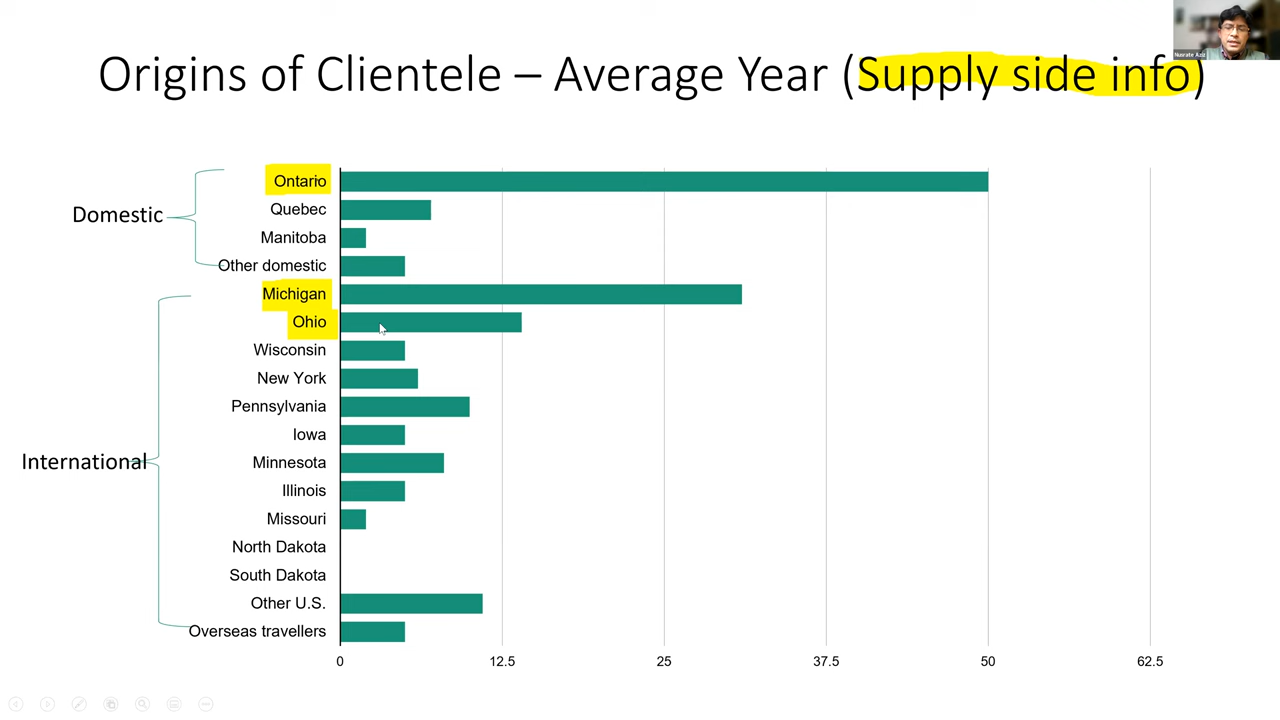 Nusrate Aziz
Origins of Clientele – Average Year (Supply side info)
Domestic
International
Ontario
Quebec
Manitoba
Other domestic
Michigan
Ohio
Wisconsin
New York
Pennsylvania
Iowa
Minnesota
Illinois
Missouri
North Dakota
South Dakota
Other U.S.
Overseas travellers
0 12.5 25 37.5 50 62.5